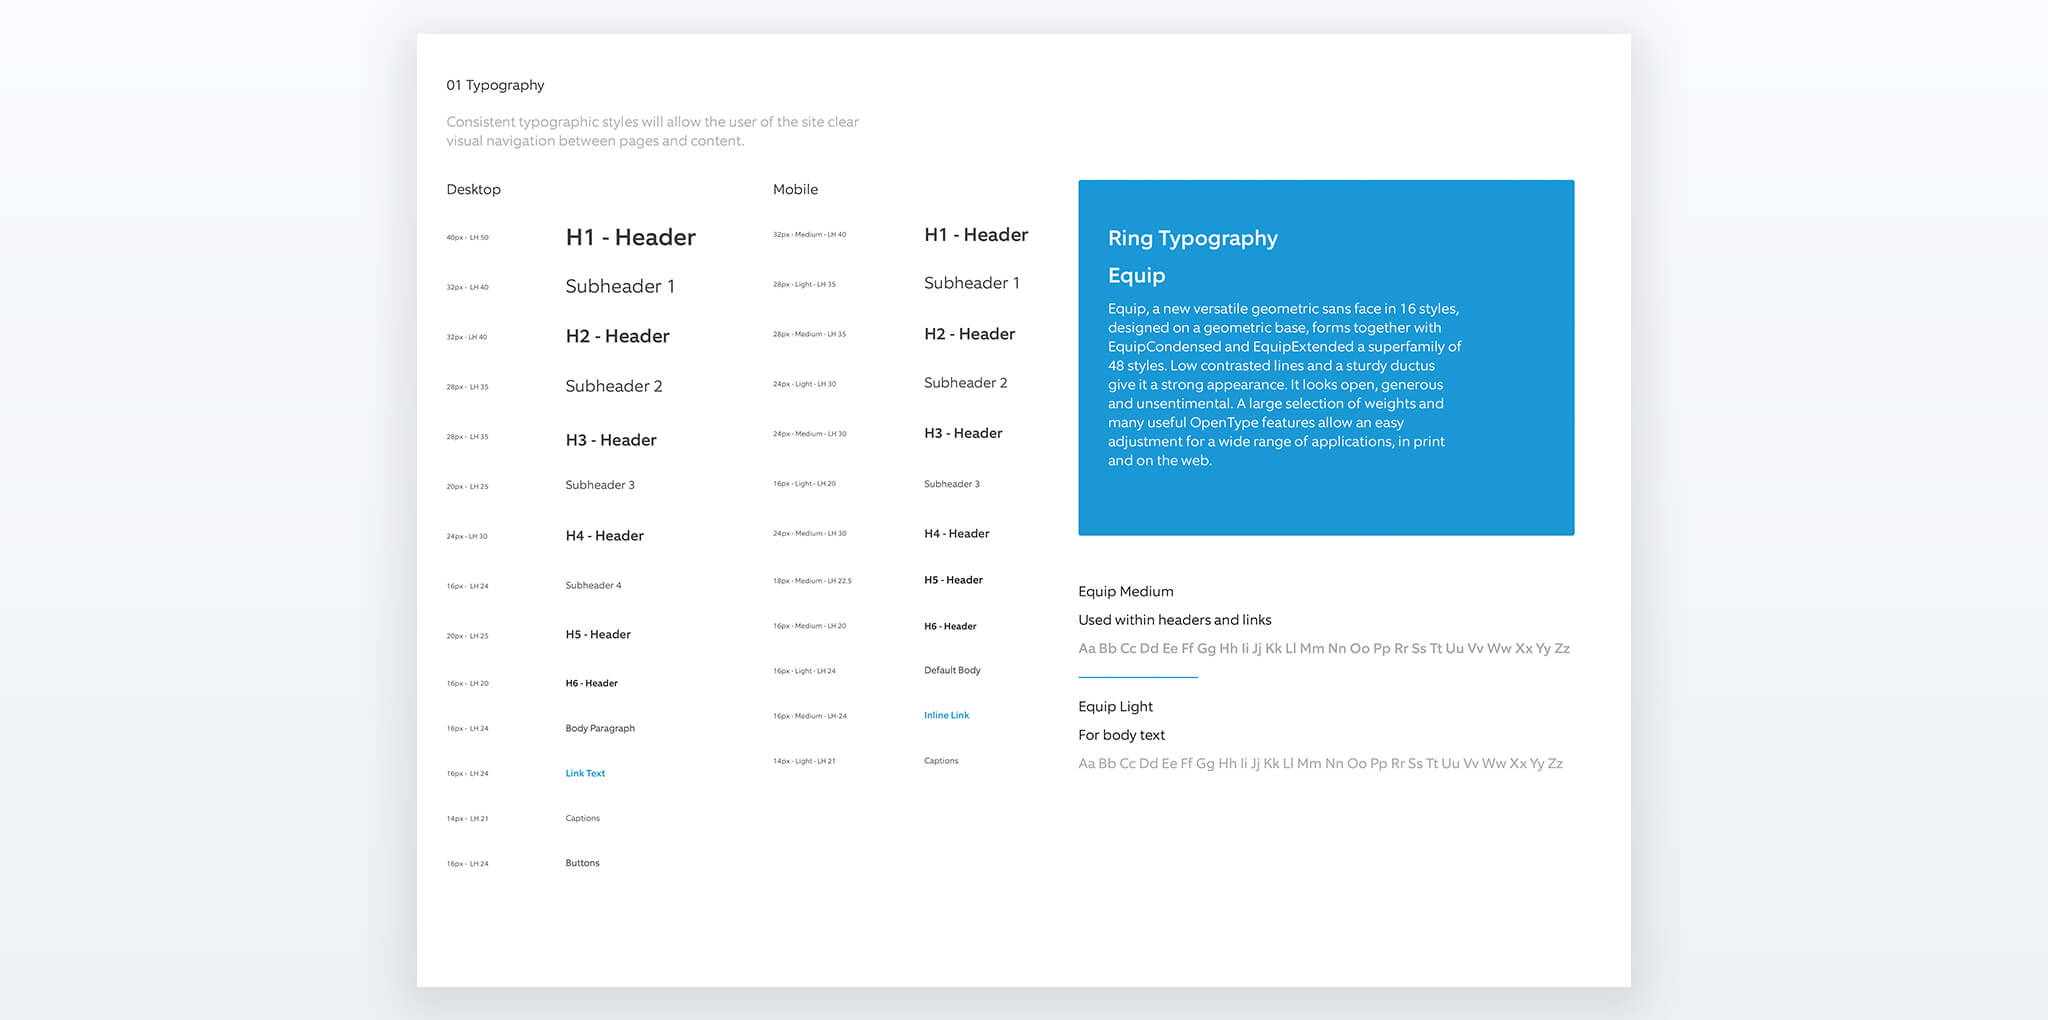 01 Typography
Consistent typographic styles will allow the user of the site clear
visual navigation between pages and content.
Desktop
40px - LH 50 H1 - Header
32px - LH 40 Subheader 1
32px - LH 40 H2 - Header
28px - LH 35 Subheader 2
28px - LH 35 H3 - Header
20px - LH 25 Subheader 3
24px - LH 30 H4 - Header
16px - LH 24 Subheader 4
20px - LH 25 H5 - Header
16px - LH 20 H6 - Header
16px - LH 24 Body Paragraph
16px - LH 24 Link Text
14px - LH 21 Captions
16px - LH 24 Buttons
Mobile
32px - Medium - LH 40 H1 - Header
28px - Light - LH 35 Subheader 1
28px - Medium - LH 35 H2 - Header
24px - Light - LH 30 Subheader 2
24px - Medium - LH 30 H3 - Header
16px - Light - LH 20 Subheader 3
24px - Medium - LH 30 H4 - Header
18px - Medium - LH 22.5 H5 - Header
16px - Medium - LH 20 H6 - Header
16px - Light - LH 24 Default Body
16px - Medium - LH-24 Inline Link
14px - Light - LH 21 Captions
Ring Typography
Equip
Equip, a new versatile geometric sans face in 16 styles,
designed on a geometric base, forms together with
EquipCondensed and EquipExtended a superfamily of
48 styles. Low contrasted lines and a sturdy ductus
give it a strong appearance. It looks open, generous
and unsentimental. A large selection of weights and
many useful OpenType features allow an easy
adjustment for a wide range of applications, in print
and on the web.
Equip Medium
Used within headers and links
Aa Bb Cc Dd Ee Ff Gg Hh Ii Jj Kk Ll Mm Nn Oo Pp Rr Ss Tt Uu Vv Ww Xx Yy Zz
Equip Light
For body text
Aa Bb Cc Dd Ee Ff Gg Hh Ii Jj Kk Ll Mm Nn Oo Pp Rr Ss Tt Uu Vv Ww Xx Yy Zz